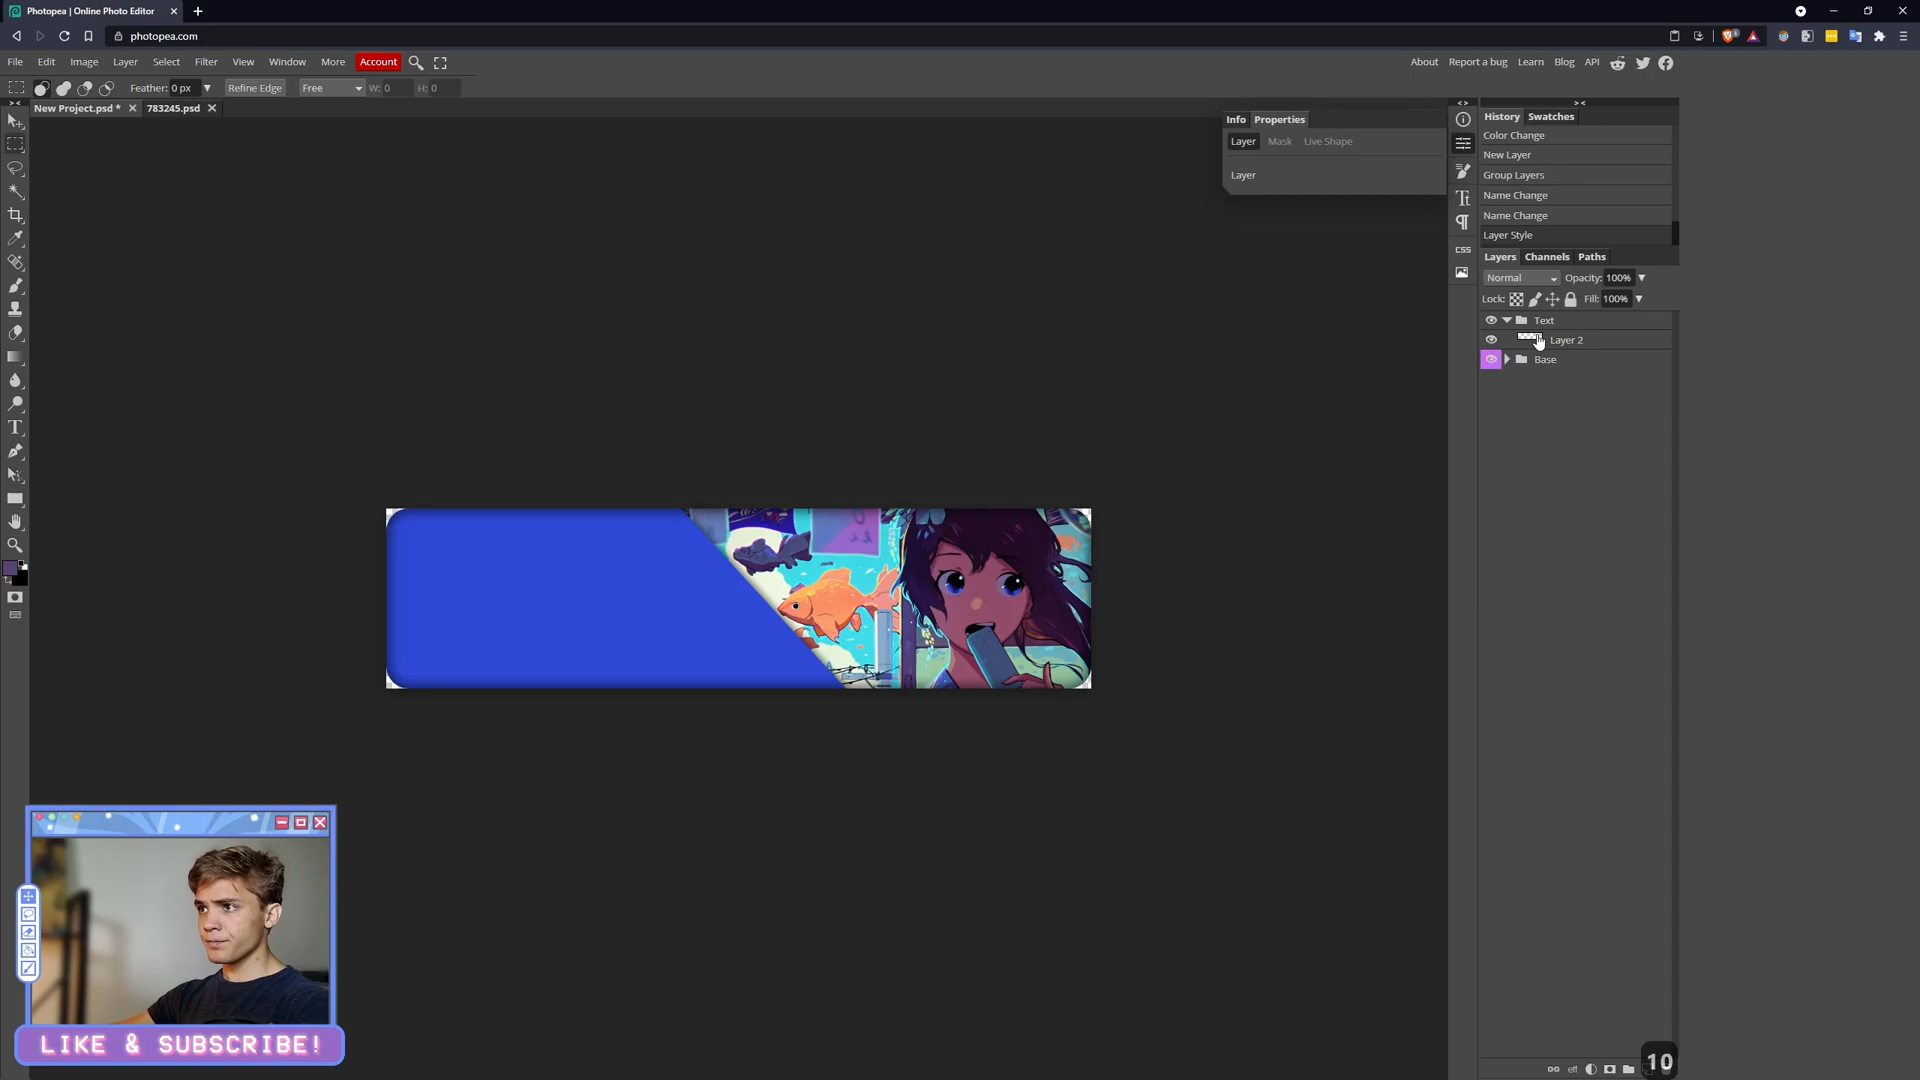 Photopea | Online Photo Editor
photopea.com
File Edit Image Layer Select Filter View Window More Account
About Report a bug Learn Blog API
Feather: 0 px Refine Edge Free W: 0 H: 0
New Project.psd * 783245.psd
Info Properties
Layer Mask Live Shape
Layer
History Swatches
Color Change
New Layer
Group Layers
Name Change
Name Change
Layer Style
Layers Channels Paths
Normal Opacity: 100%
Lock: Fill: 100%
Text
Layer 2
Base
CSS
LIKE & SUBSCRIBE!
eff
10